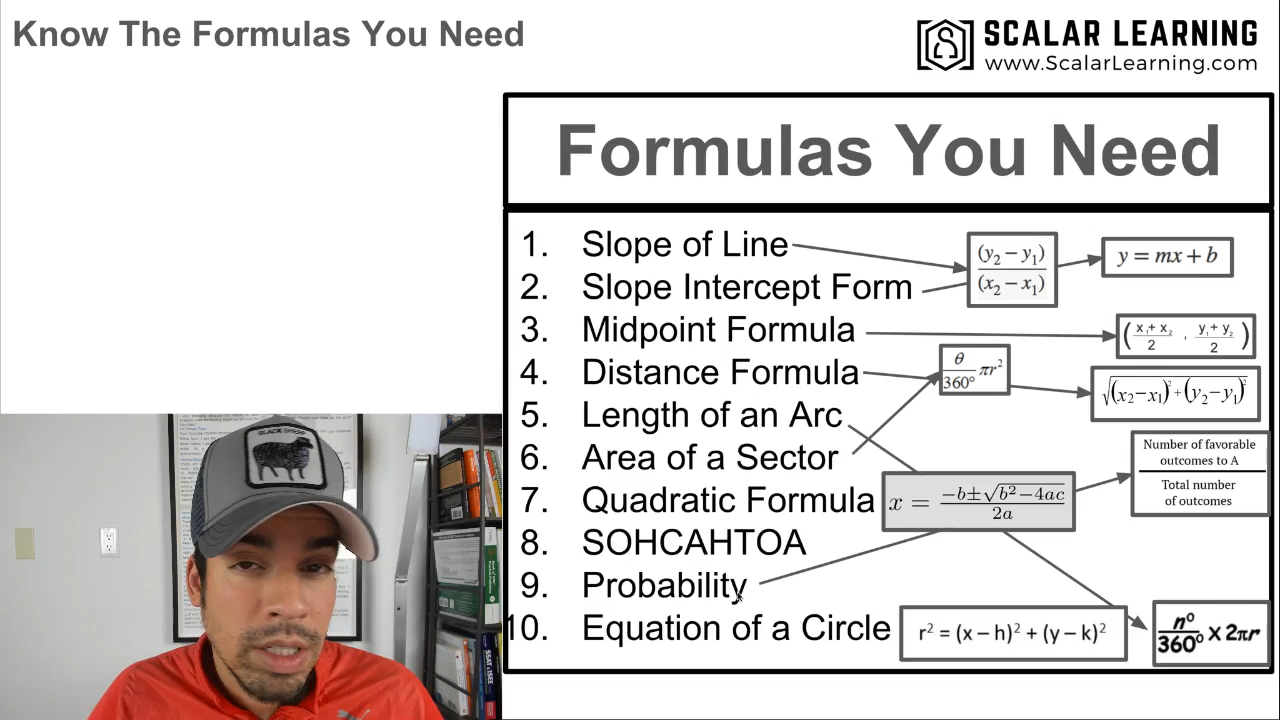 Know The Formulas You Need
SCALAR LEARNING
www.ScalarLearning.com
Formulas You Need
1. Slope of Line
2. Slope Intercept Form
3. Midpoint Formula
4. Distance Formula
5. Length of an Arc
6. Area of a Sector
7. Quadratic Formula
8. SOHCAHTOA
9. Probability
10. Equation of a Circle
(y₂ − y₁)
(x₂ − x₁)
y = mx + b
( x₁+ x₂ , y₁ + y₂ )
2 2
θ
360° πr²
√(x₂−x₁)²+(y₂−y₁)²
Number of favorable
outcomes to A
Total number
of outcomes
x = −b±√b²−4ac
2a
r² = (x – h)² + (y – k)²
n°
360° x 2πr
BLACK SHEEP
SSAT & ISEE